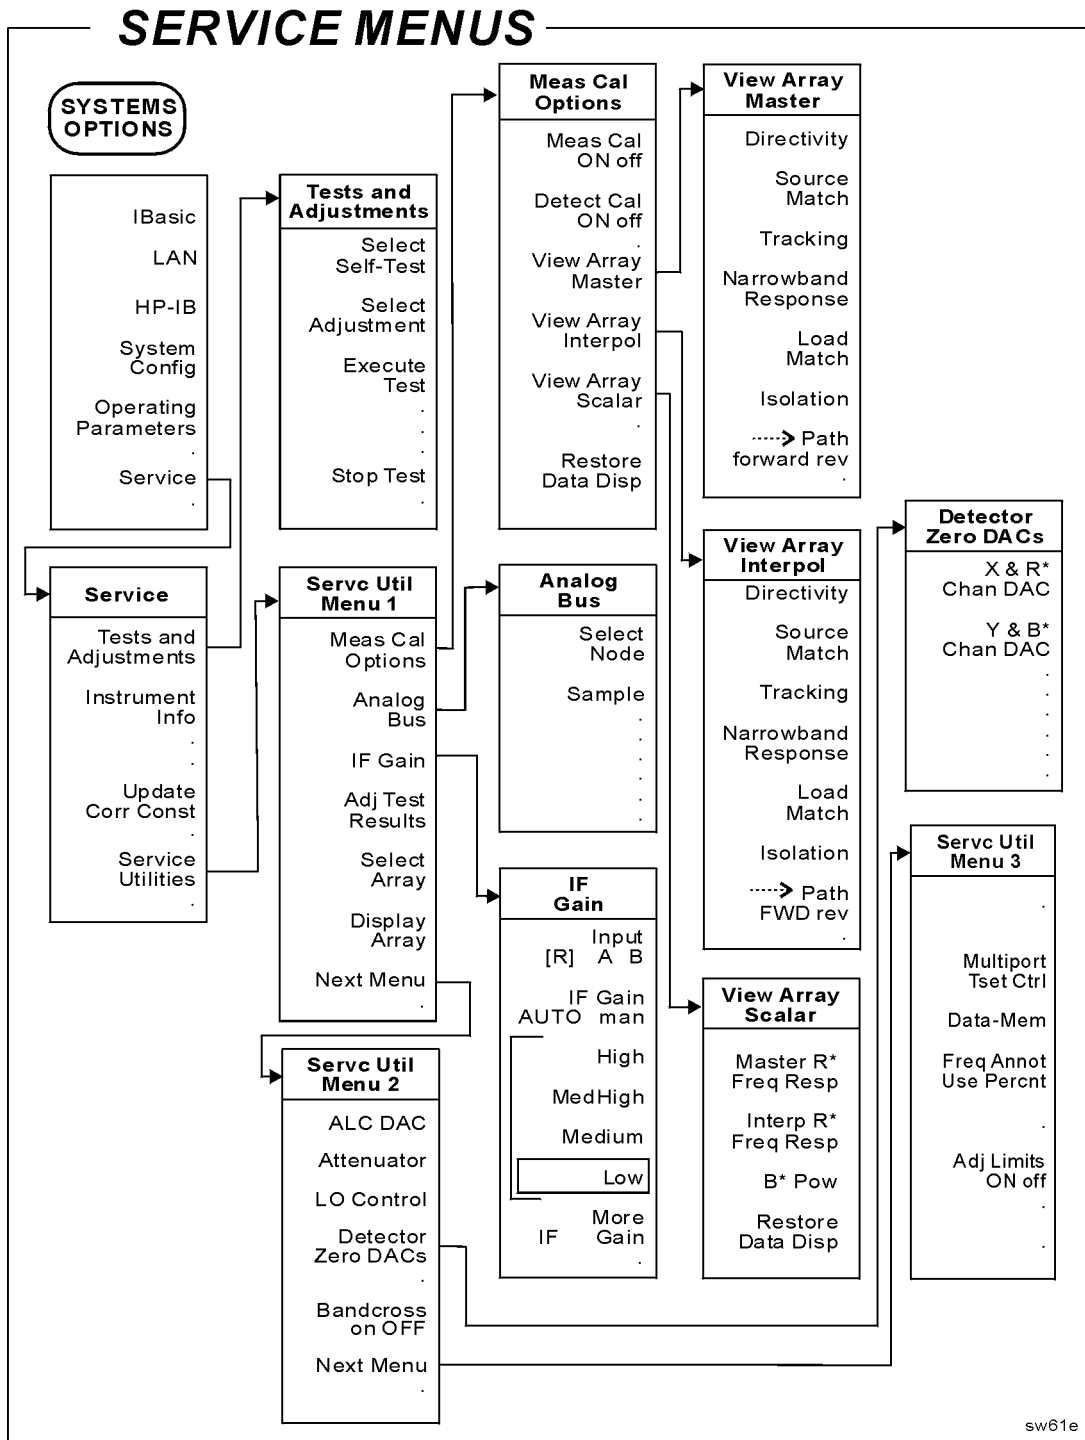 SERVICE MENUS
SYSTEMS
OPTIONS
IBasic
LAN
HP-IB
System
Config
Operating
Parameters
.
Service
.
Service
Tests and
Adjustments
Instrument
Info
.
.
Update
Corr Const
.
Service
Utilities
.
Tests and
Adjustments
Select
Self-Test
Select
Adjustment
Execute
Test
.
.
.
Stop Test
.
Servc Util
Menu 1
Meas Cal
Options
Analog
Bus
IF Gain
Adj Test
Results
Select
Array
Display
Array
Next Menu
.
Servc Util
Menu 2
ALC DAC
Attenuator
LO Control
Detector
Zero DACs
.
Bandcross
on OFF
Next Menu
.
Meas Cal
Options
Meas Cal
ON off
Detect Cal
ON off
.
View Array
Master
View Array
Interpol
View Array
Scalar
.
Restore
Data Disp
Analog
Bus
Select
Node
Sample
.
.
.
.
.
.
IF
Gain
Input
[R] A B
IF Gain
AUTO man
High
MedHigh
Medium
Low
More
IF Gain
.
View Array
Master
Directivity
Source
Match
Tracking
Narrowband
Response
Load
Match
Isolation
-----> Path
forward rev
.
View Array
Interpol
Directivity
Source
Match
Tracking
Narrowband
Response
Load
Match
Isolation
-----> Path
FWD rev
.
View Array
Scalar
Master R*
Freq Resp
Interp R*
Freq Resp
B* Pow
Restore
Data Disp
Detector
Zero DACs
X & R*
Chan DAC
Y & B*
Chan DAC
.
.
.
.
.
.
Servc Util
Menu 3
.
Multiport
Tset Ctrl
Data-Mem
Freq Annot
Use Percnt
.
Adj Limits
ON off
.
.
sw61e